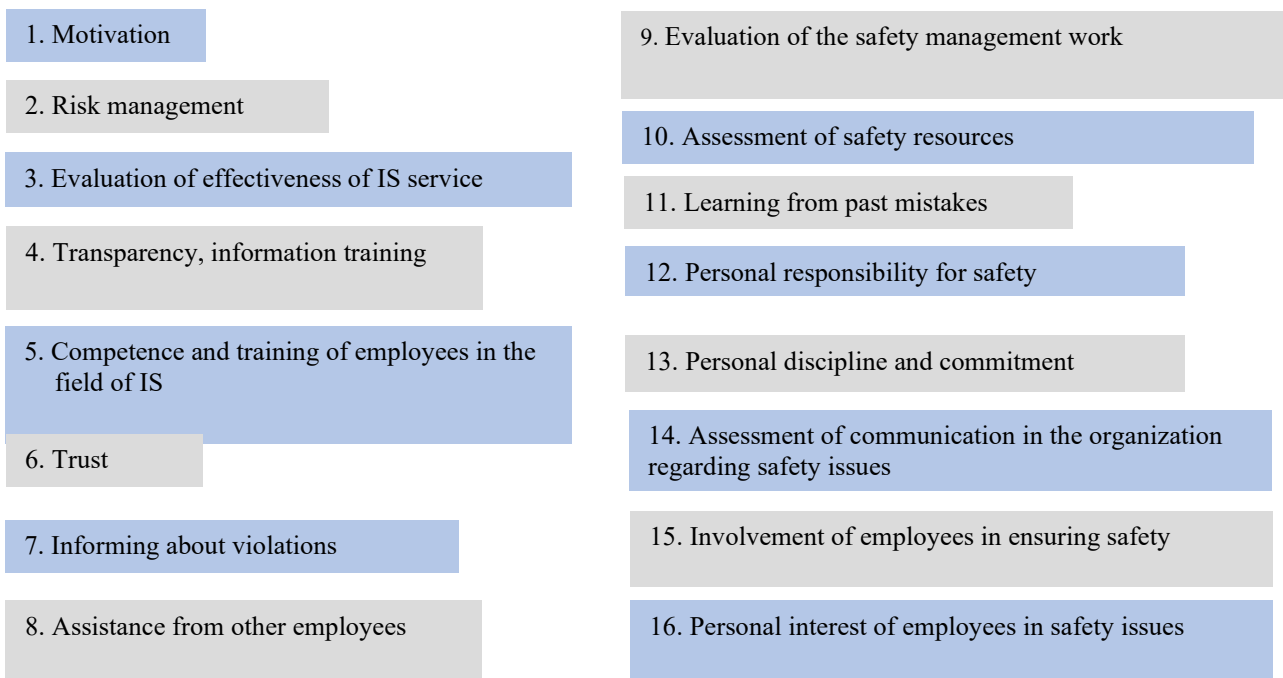 1. Motivation
2. Risk management
3. Evaluation of effectiveness of IS service
4. Transparency, information training
5. Competence and training of employees in the
field of IS
6. Trust
7. Informing about violations
8. Assistance from other employees
9. Evaluation of the safety management work
10. Assessment of safety resources
11. Learning from past mistakes
12. Personal responsibility for safety
13. Personal discipline and commitment
14. Assessment of communication in the organization
regarding safety issues
15. Involvement of employees in ensuring safety
16. Personal interest of employees in safety issues